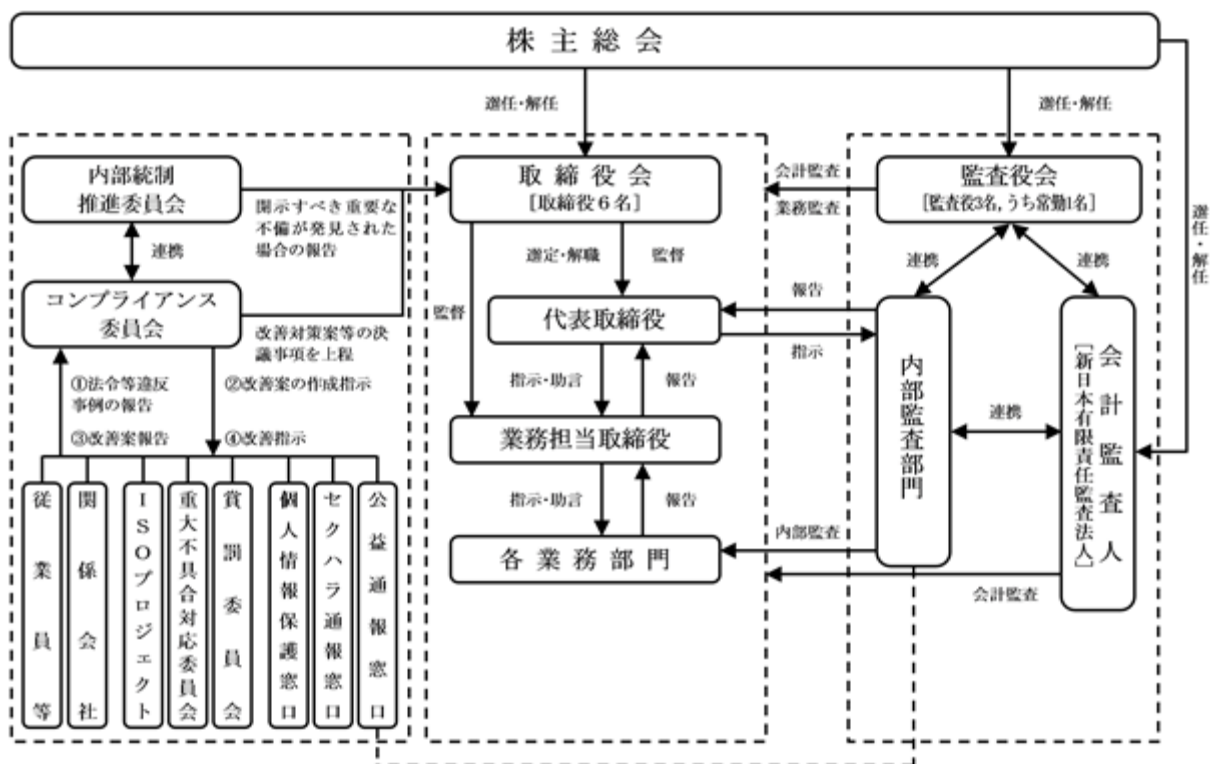 株主総会
選任・解任
選任・解任
選任・解任
内部統制
推進委員会
連携
コンプライアンス
委員会
開示すべき重要な
不備が発見された
場合の報告
改善対策案等の決
議事項を上程
①法令等違反
事例の報告
②改善案の作成指示
③改善案報告
④改善指示
従業員等
関係会社
ISOプロジェクト
重大不具合対応委員会
賞罰委員会
個人情報保護窓口
セクハラ通報窓口
公益通報窓口
取締役会
[取締役6名]
選定・解職
監督
監督
代表取締役
指示・助言
報告
業務担当取締役
指示・助言
報告
各業務部門
会計監査
業務監査
報告
指示
内部監査
会計監査
監査役会
[監査役3名,うち常勤1名]
連携
連携
内部監査部門
連携
会計監査人
[新日本有限責任監査法人]